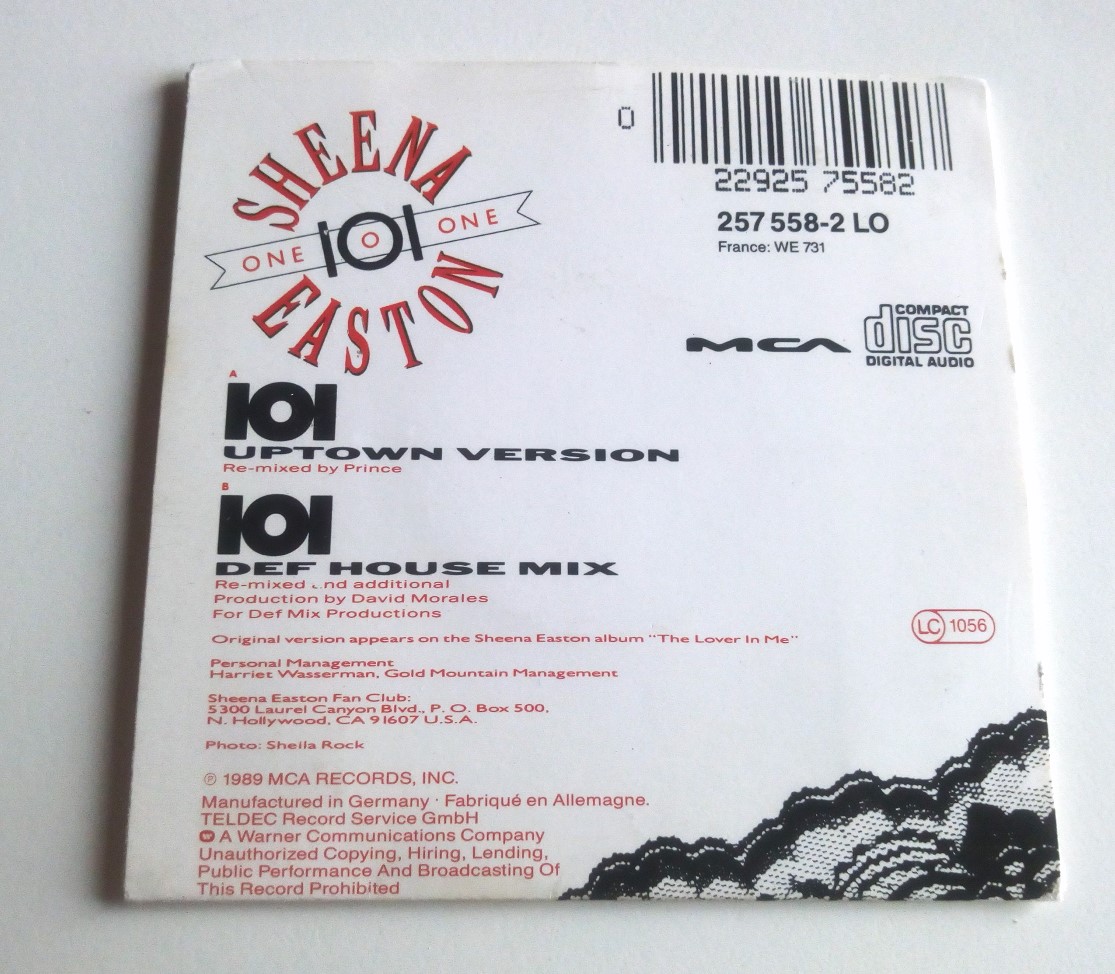 SHEENA
ONE 101 ONE
EASTON
0
22925 75582
257 558-2 LO
France: WE 731
MCA
COMPACT
disc
DIGITAL AUDIO
A
101
UPTOWN VERSION
Re-mixed by Prince
B
101
DEF HOUSE MIX
Re-mixed and additional
Production by David Morales
For Def Mix Productions
Original version appears on the Sheena Easton album "The Lover In Me"
LC 1056
Personal Management
Harriet Wasserman, Gold Mountain Management
Sheena Easton Fan Club:
5300 Laurel Canyon Blvd., P. O. Box 500,
N. Hollywood, CA 91607 U.S.A.
Photo: Sheila Rock
℗ 1989 MCA RECORDS, INC.
Manufactured in Germany · Fabriqué en Allemagne.
TELDEC Record Service GmbH
A Warner Communications Company
Unauthorized Copying, Hiring, Lending,
Public Performance And Broadcasting Of
This Record Prohibited